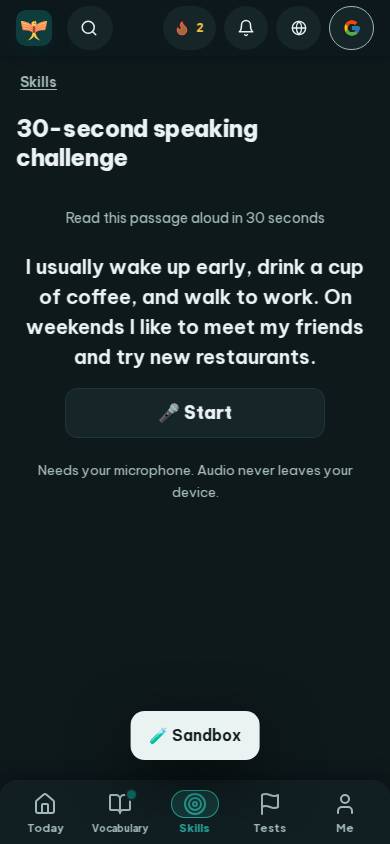 2
Skills
30-second speaking
challenge
Read this passage aloud in 30 seconds
I usually wake up early, drink a cup
of coffee, and walk to work. On
weekends I like to meet my friends
and try new restaurants.
🎤 Start
Needs your microphone. Audio never leaves your
device.
🧪 Sandbox
Today Vocabulary Skills Tests Me